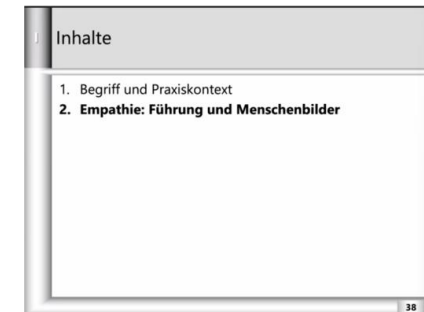 I
Inhalte
1. Begriff und Praxiskontext
2. Empathie: Führung und Menschenbilder
38